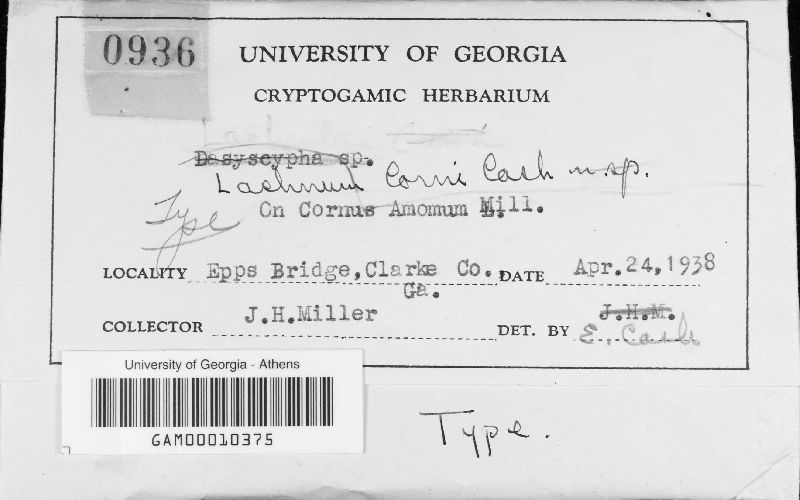 0936
UNIVERSITY OF GEORGIA
CRYPTOGAMIC HERBARIUM
Dasyscypha sp.
Lachnum Corni Cash n.sp.
Type
On Cornus Amomum Mill.
LOCALITY Epps Bridge, Clarke Co., DATE Apr.24,1938
Ga.
COLLECTOR J.H.Miller DET. BY J.H.M.
E. Cash
University of Georgia - Athens
GAM00010375
Type.